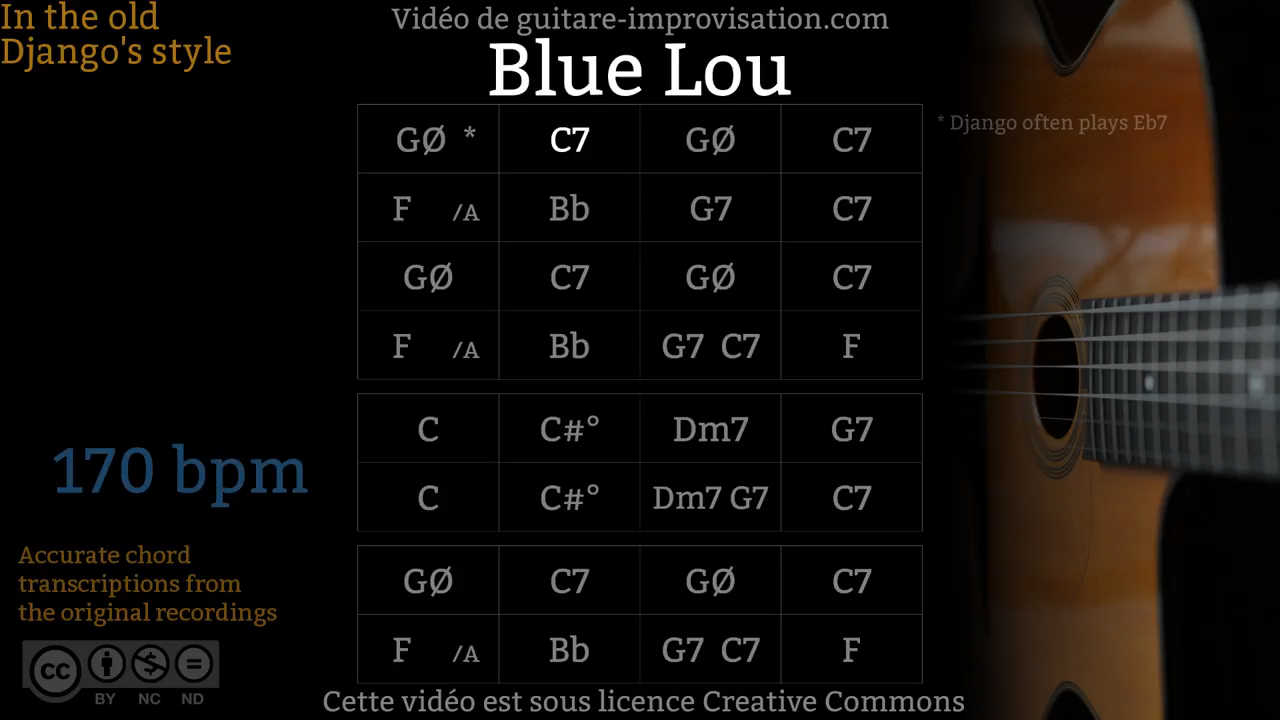 In the old
Django's style
Vidéo de guitare-improvisation.com
Blue Lou
* Django often plays Eb7
GØ * C7 GØ C7
F /A Bb G7 C7
GØ C7 GØ C7
F /A Bb G7 C7 F
C C#° Dm7 G7
C C#° Dm7 G7 C7
GØ C7 GØ C7
F /A Bb G7 C7 F
170 bpm
Accurate chord
transcriptions from
the original recordings
cc
BY NC ND
Cette vidéo est sous licence Creative Commons